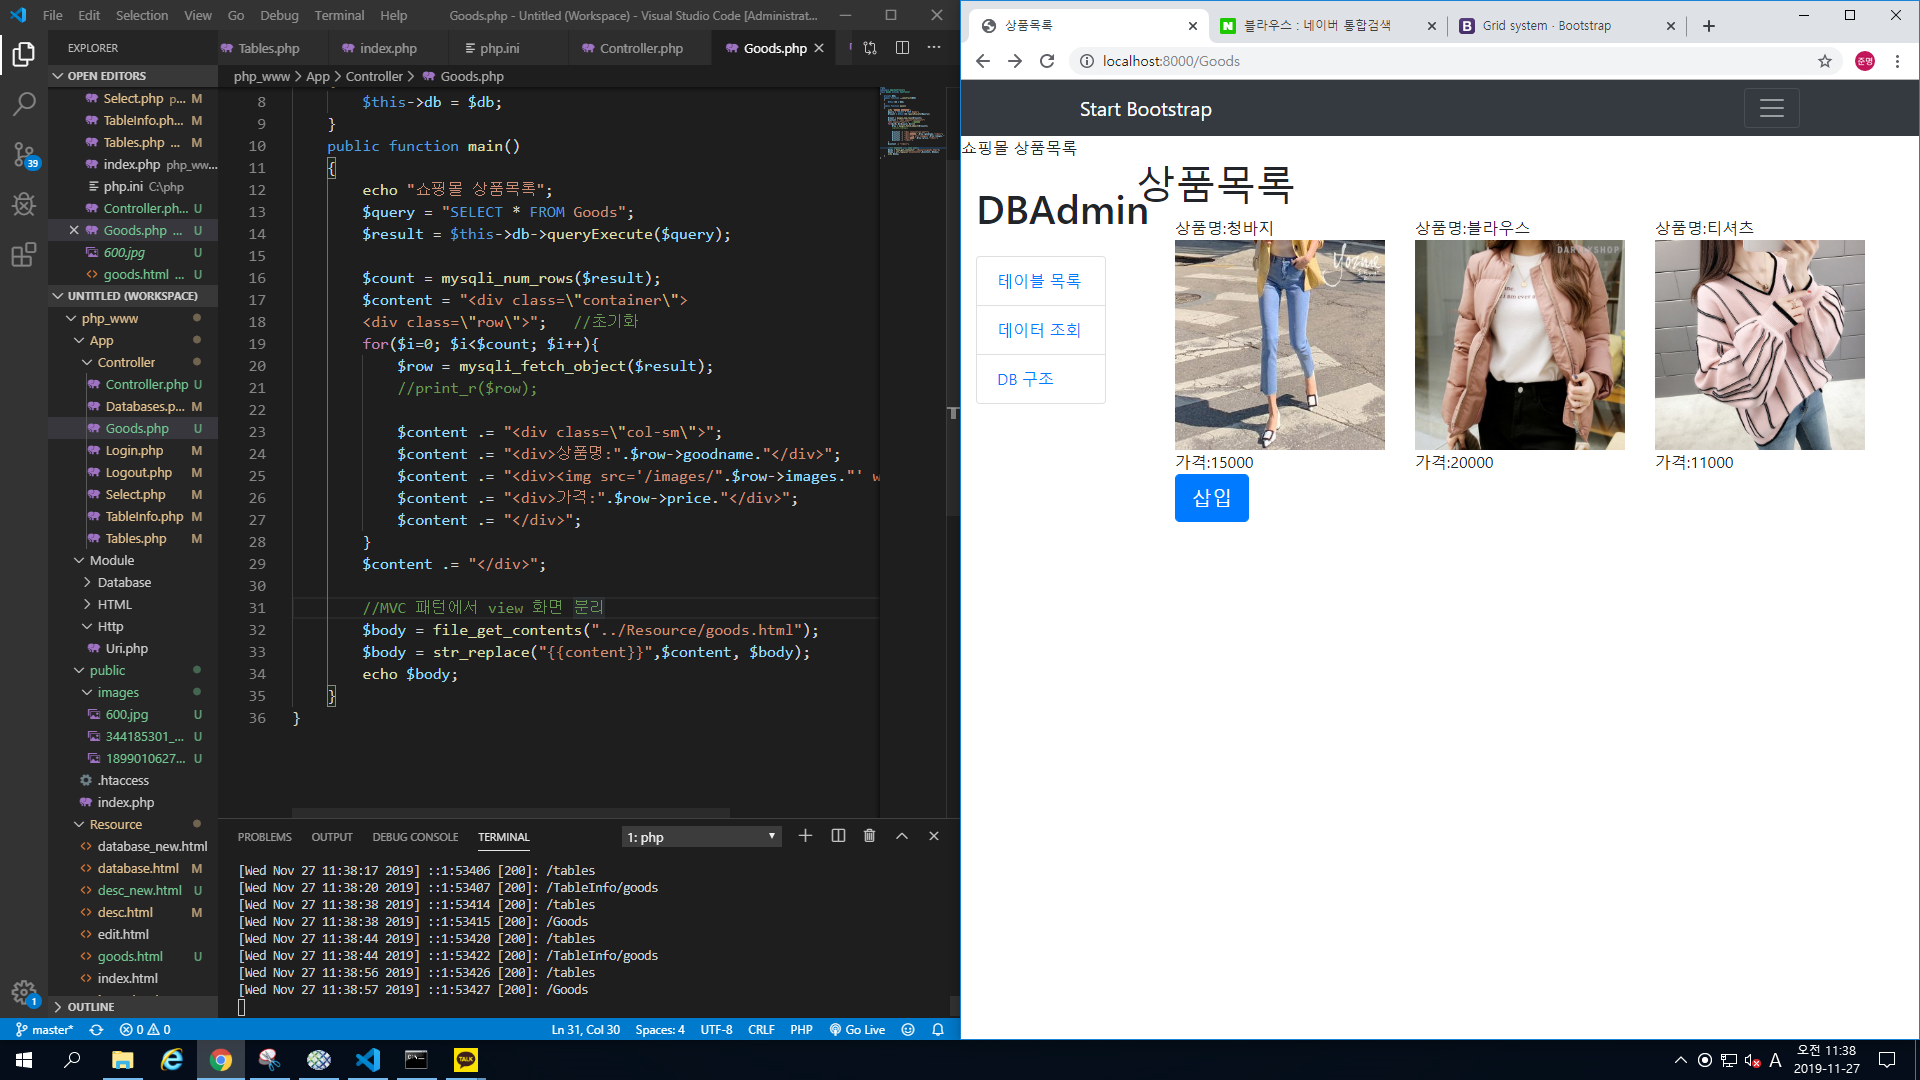 File Edit Selection View Go Debug Terminal Help Goods.php - Untitled (Workspace) - Visual Studio Code [Administrat...
EXPLORER
OPEN EDITORS
Select.php p... M
TableInfo.ph... M
Tables.php ... M
index.php php_ww...
php.ini C:\php
Controller.ph... U
Goods.php ... U
600.jpg U
goods.html ... U
UNTITLED (WORKSPACE)
php_www
App
Controller
Controller.php U
Databases.p... M
Goods.php U
Login.php M
Logout.php M
Select.php M
TableInfo.php M
Tables.php M
Module
Database
HTML
Http
Uri.php
public
images
600.jpg U
344185301_... U
1899010627... U
.htaccess
index.php
Resource
database_new.html
database.html M
desc_new.html U
desc.html M
edit.html
goods.html U
index.html
OUTLINE
39
1
Tables.php index.php php.ini Controller.php Goods.php
php_www > App > Controller > Goods.php
8 $this->db = $db;
9 }
10 public function main()
11 {
12 echo "쇼핑몰 상품목록";
13 $query = "SELECT * FROM Goods";
14 $result = $this->db->queryExecute($query);
15
16 $count = mysqli_num_rows($result);
17 $content = "<div class=\"container\">
18 <div class=\"row\">"; //초기화
19 for($i=0; $i<$count; $i++){
20 $row = mysqli_fetch_object($result);
21 //print_r($row);
22
23 $content .= "<div class=\"col-sm\">";
24 $content .= "<div>상품명:".$row->goodname."</div>";
25 $content .= "<div><img src='/images/".$row->images."' w
26 $content .= "<div>가격:".$row->price."</div>";
27 $content .= "</div>";
28 }
29 $content .= "</div>";
30
31 //MVC 패턴에서 view 화면 분리
32 $body = file_get_contents("../Resource/goods.html");
33 $body = str_replace("{{content}}",$content, $body);
34 echo $body;
35 }
36 }
PROBLEMS OUTPUT DEBUG CONSOLE TERMINAL 1: php
[Wed Nov 27 11:38:17 2019] ::1:53406 [200]: /tables
[Wed Nov 27 11:38:20 2019] ::1:53407 [200]: /TableInfo/goods
[Wed Nov 27 11:38:38 2019] ::1:53414 [200]: /tables
[Wed Nov 27 11:38:38 2019] ::1:53415 [200]: /Goods
[Wed Nov 27 11:38:44 2019] ::1:53420 [200]: /tables
[Wed Nov 27 11:38:44 2019] ::1:53422 [200]: /TableInfo/goods
[Wed Nov 27 11:38:56 2019] ::1:53426 [200]: /tables
[Wed Nov 27 11:38:57 2019] ::1:53427 [200]: /Goods
master* 0 0 Ln 31, Col 30 Spaces: 4 UTF-8 CRLF PHP Go Live
상품목록 블라우스 : 네이버 통합검색 Grid system · Bootstrap
localhost:8000/Goods 준명
Start Bootstrap
쇼핑몰 상품목록
상품목록
DBAdmin
테이블 목록
데이터 조회
DB 구조
상품명:청바지 상품명:블라우스 상품명:티셔츠
가격:15000 가격:20000 가격:11000
삽입
TALK
A
오전 11:38
2019-11-27